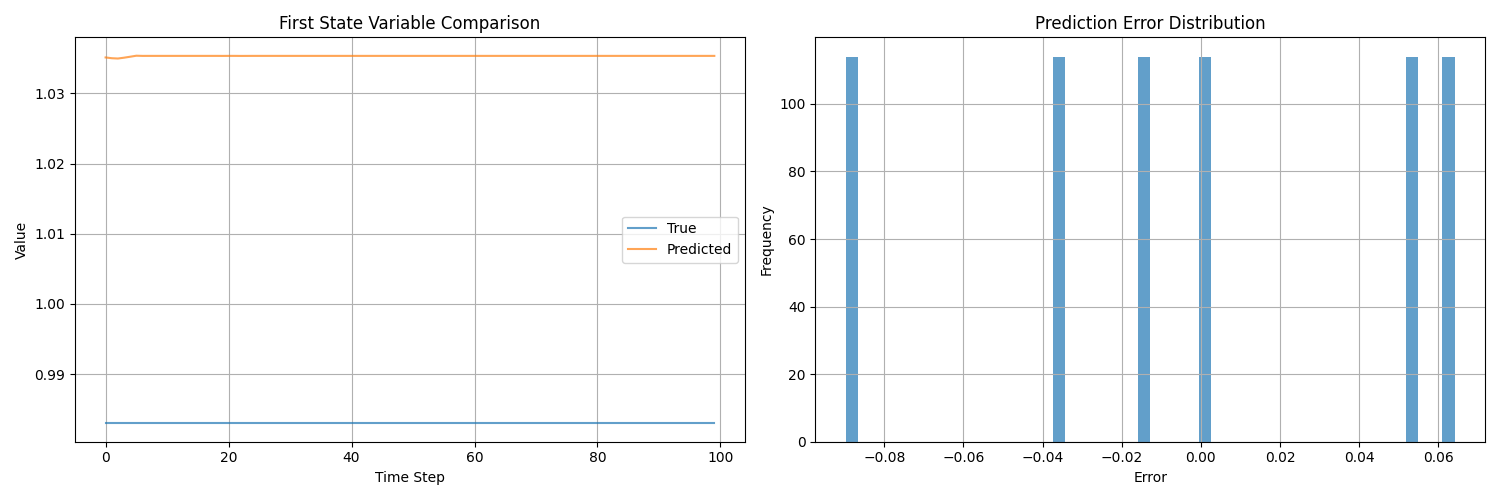 First State Variable Comparison
Value
1.03
1.02
1.01
1.00
0.99
True
Predicted
0 20 40 60 80 100
Time Step
Prediction Error Distribution
Frequency
100
80
60
40
20
0
−0.08 −0.06 −0.04 −0.02 0.00 0.02 0.04 0.06
Error